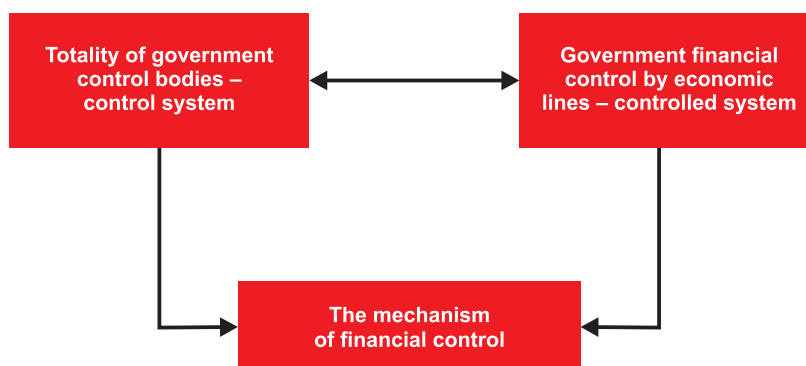 Totality of government
control bodies –
control system
Government financial
control by economic
lines – controlled system
The mechanism
of financial control